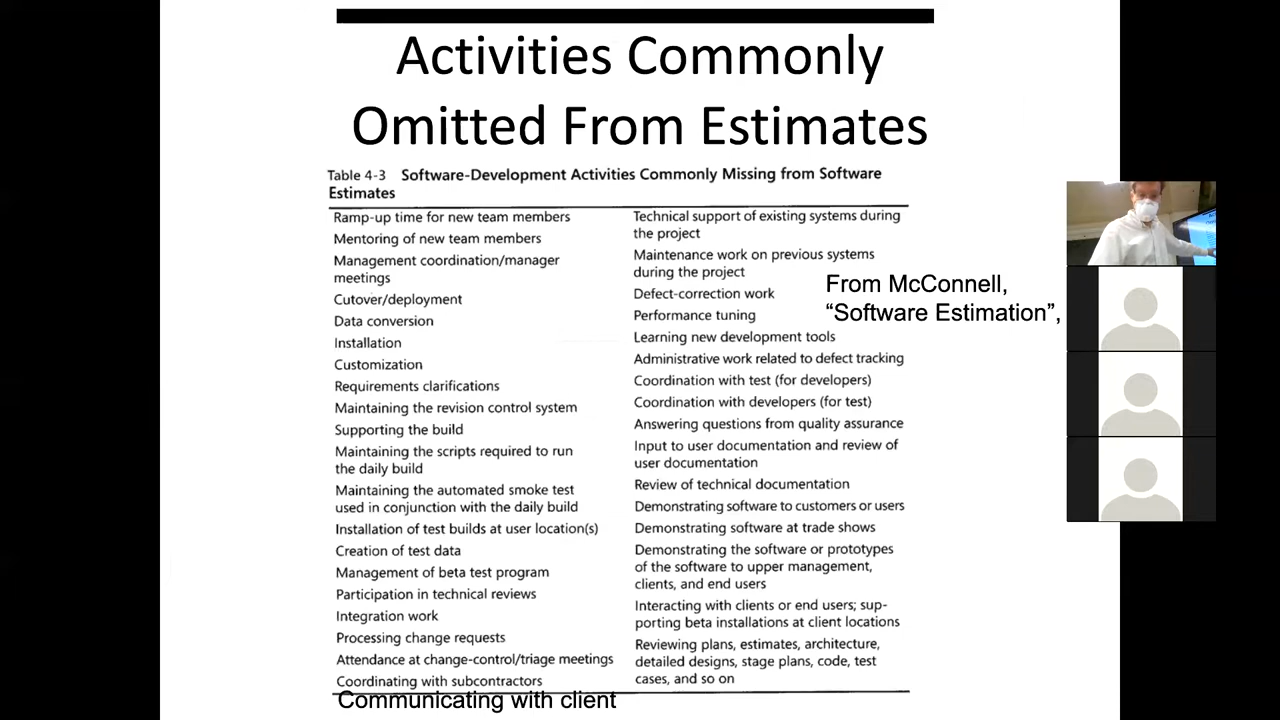 Activities Commonly
Omitted From Estimates
Table 4-3 Software-Development Activities Commonly Missing from Software
Estimates
Ramp-up time for new team members
Mentoring of new team members
Management coordination/manager
meetings
Cutover/deployment
Data conversion
Installation
Customization
Requirements clarifications
Maintaining the revision control system
Supporting the build
Maintaining the scripts required to run
the daily build
Maintaining the automated smoke test
used in conjunction with the daily build
Installation of test builds at user location(s)
Creation of test data
Management of beta test program
Participation in technical reviews
Integration work
Processing change requests
Attendance at change-control/triage meetings
Coordinating with subcontractors
Communicating with client
Technical support of existing systems during
the project
Maintenance work on previous systems
during the project
Defect-correction work
Performance tuning
Learning new development tools
Administrative work related to defect tracking
Coordination with test (for developers)
Coordination with developers (for test)
Answering questions from quality assurance
Input to user documentation and review of
user documentation
Review of technical documentation
Demonstrating software to customers or users
Demonstrating software at trade shows
Demonstrating the software or prototypes
of the software to upper management,
clients, and end users
Interacting with clients or end users; sup-
porting beta installations at client locations
Reviewing plans, estimates, architecture,
detailed designs, stage plans, code, test
cases, and so on
From McConnell,
“Software Estimation”,